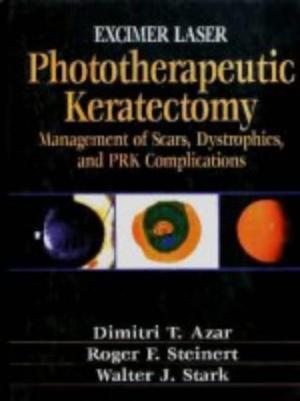 EXCIMER LASER
Phototherapeutic
Keratectomy
Management of Scars, Dystrophies,
and PRK Complications
Dimitri T. Azar
Roger F. Steinert
Walter J. Stark